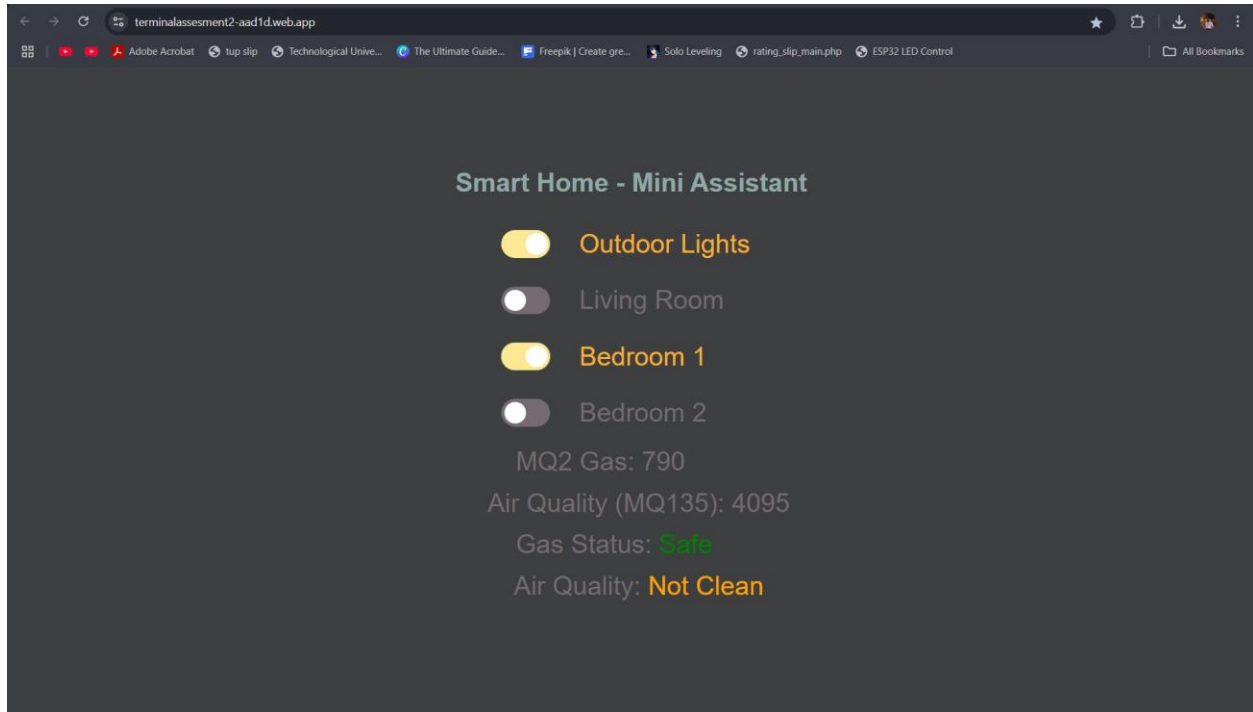 terminalassesment2-aad1d.web.app
Adobe Acrobat tup slip Technological Unive... The Ultimate Guide... Freepik | Create gre... Solo Leveling rating_slip_main.php ESP32 LED Control All Bookmarks
Smart Home - Mini Assistant
Outdoor Lights
Living Room
Bedroom 1
Bedroom 2
MQ2 Gas: 790
Air Quality (MQ135): 4095
Gas Status: Safe
Air Quality: Not Clean